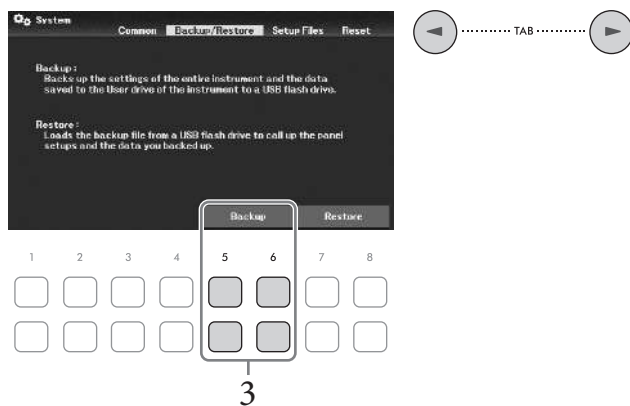 System
Common Backup/Restore Setup Files Reset
TAB
Backup :
Backs up the settings of the entire instrument and the data
saved to the User drive of the instrument to a USB flash drive.
Restore :
Loads the backup file from a USB flash drive to call up the panel
setups and the data you backed up.
Backup Restore
1 2 3 4 5 6 7 8
3